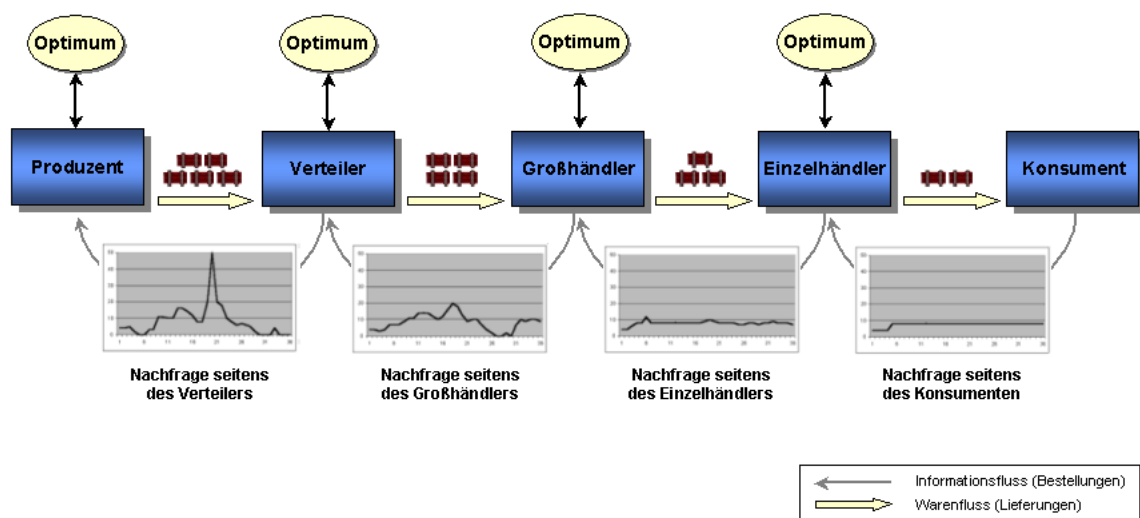 Optimum
Optimum
Optimum
Optimum
Produzent
Verteiler
Großhändler
Einzelhändler
Konsument
Nachfrage seitens
des Verteilers
Nachfrage seitens
des Großhändlers
Nachfrage seitens
des Einzelhändlers
Nachfrage seitens
des Konsumenten
Informationsfluss (Bestellungen)
Warenfluss (Lieferungen)